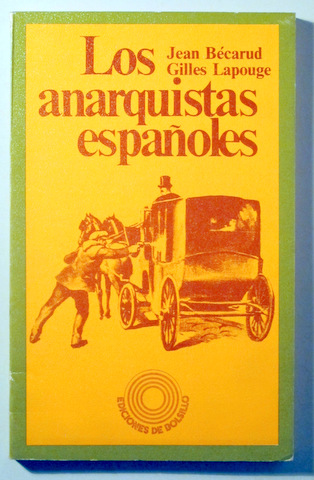 Los
Jean Bécarud
Gilles Lapouge
anarquistas
españoles
EDICIONES DE BOLSILLO